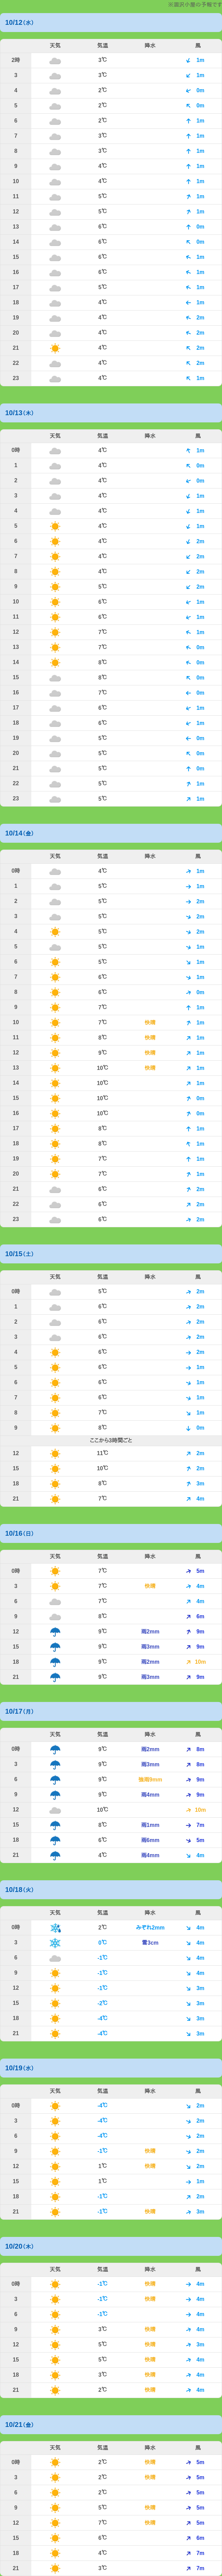 ※湯沢小屋の予報です
10/12(水)
天気 気温 降水 風
2時 3℃ 1m
3 3℃ 1m
4 2℃ 0m
5 2℃ 0m
6 2℃ 1m
7 3℃ 1m
8 3℃ 1m
9 4℃ 1m
10 4℃ 1m
11 5℃ 1m
12 5℃ 1m
13 6℃ 0m
14 6℃ 0m
15 6℃ 1m
16 6℃ 1m
17 5℃ 1m
18 4℃ 1m
19 4℃ 2m
20 4℃ 2m
21 4℃ 2m
22 4℃ 2m
23 4℃ 1m
10/13(木)
天気 気温 降水 風
0時 4℃ 1m
1 4℃ 0m
2 4℃ 0m
3 4℃ 1m
4 4℃ 1m
5 4℃ 1m
6 4℃ 2m
7 4℃ 2m
8 4℃ 2m
9 5℃ 2m
10 6℃ 1m
11 6℃ 1m
12 7℃ 1m
13 7℃ 0m
14 8℃ 0m
15 8℃ 0m
16 7℃ 0m
17 6℃ 1m
18 6℃ 1m
19 5℃ 0m
20 5℃ 0m
21 5℃ 0m
22 5℃ 1m
23 5℃ 1m
10/14(金)
天気 気温 降水 風
0時 4℃ 1m
1 5℃ 1m
2 5℃ 2m
3 5℃ 2m
4 5℃ 2m
5 5℃ 1m
6 5℃ 1m
7 6℃ 1m
8 6℃ 0m
9 7℃ 1m
10 7℃ 快晴 1m
11 8℃ 快晴 1m
12 9℃ 快晴 1m
13 10℃ 快晴 1m
14 10℃ 1m
15 10℃ 0m
16 10℃ 0m
17 8℃ 1m
18 8℃ 1m
19 7℃ 1m
20 7℃ 1m
21 6℃ 2m
22 6℃ 2m
23 6℃ 2m
10/15(土)
天気 気温 降水 風
0時 5℃ 2m
1 6℃ 2m
2 6℃ 2m
3 6℃ 2m
4 6℃ 2m
5 6℃ 1m
6 6℃ 1m
7 6℃ 1m
8 7℃ 1m
9 8℃ 0m
ここから3時間ごと
12 11℃ 2m
15 10℃ 2m
18 8℃ 3m
21 7℃ 4m
10/16(日)
天気 気温 降水 風
0時 7℃ 5m
3 7℃ 快晴 4m
6 7℃ 4m
9 8℃ 6m
12 9℃ 雨2mm 9m
15 9℃ 雨3mm 9m
18 9℃ 雨2mm 10m
21 9℃ 雨3mm 9m
10/17(月)
天気 気温 降水 風
0時 9℃ 雨2mm 8m
3 9℃ 雨3mm 8m
6 9℃ 強雨8mm 9m
9 9℃ 雨4mm 9m
12 10℃ 10m
15 8℃ 雨1mm 7m
18 6℃ 雨6mm 5m
21 4℃ 雨4mm 4m
10/18(火)
天気 気温 降水 風
0時 2℃ みぞれ2mm 4m
3 0℃ 雪3cm 4m
6 -1℃ 4m
9 -1℃ 4m
12 -1℃ 3m
15 -2℃ 3m
18 -4℃ 3m
21 -4℃ 3m
10/19(水)
天気 気温 降水 風
0時 -4℃ 2m
3 -4℃ 2m
6 -4℃ 2m
9 -1℃ 快晴 2m
12 1℃ 快晴 2m
15 1℃ 1m
18 -1℃ 2m
21 -1℃ 快晴 3m
10/20(木)
天気 気温 降水 風
0時 -1℃ 快晴 4m
3 -1℃ 快晴 4m
6 -1℃ 快晴 4m
9 3℃ 快晴 4m
12 5℃ 快晴 3m
15 5℃ 快晴 4m
18 3℃ 快晴 4m
21 2℃ 快晴 4m
10/21(金)
天気 気温 降水 風
0時 2℃ 快晴 5m
3 2℃ 快晴 5m
6 2℃ 5m
9 5℃ 快晴 5m
12 7℃ 快晴 5m
15 6℃ 6m
18 4℃ 7m
21 3℃ 7m